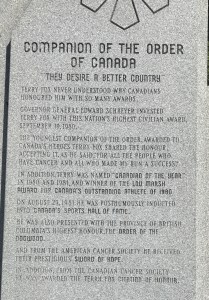 COMPANION OF THE ORDER
OF CANADA
THEY DESIRE A BETTER COUNTRY
TERRY FOX NEVER UNDERSTOOD WHY CANADIANS
HONOURED HIM WITH SO MANY AWARDS.
GOVERNOR GENERAL EDWARD SCHREYER INVESTED
TERRY FOX WITH THIS NATION'S HIGHEST CIVILIAN AWARD,
SEPTEMBER 19, 1980.
THE YOUNGEST COMPANION OF THE ORDER, AWARDED TO
CANADA'S HEROES, TERRY FOX SHARED THE HONOUR,
ACCEPTING IT, AS HE SAID, "FOR ALL THE PEOPLE WHO
HAVE CANCER AND ALL WHO MADE MY RUN A SUCCESS."
IN ADDITION, TERRY WAS NAMED "CANADIAN OF THE YEAR"
IN 1980 AND 1981, AND WINNER OF THE LOU MARSH
AWARD FOR CANADA'S OUTSTANDING ATHLETE OF 1980.
ON AUGUST 29, 1981 HE WAS POSTHUMOUSLY INDUCTED
INTO CANADA'S SPORTS HALL OF FAME.
HE WAS ALSO PRESENTED WITH THE PROVINCE OF BRITISH
COLUMBIA'S HIGHEST HONOUR, THE ORDER OF THE
DOGWOOD.
AND FROM THE AMERICAN CANCER SOCIETY HE RECEIVED
THEIR PRESTIGIOUS SWORD OF HOPE.
FROM THE CANADIAN CANCER SOCIETY
HE WAS AWARDED THE TERRY FOX CITATION OF HONOUR.